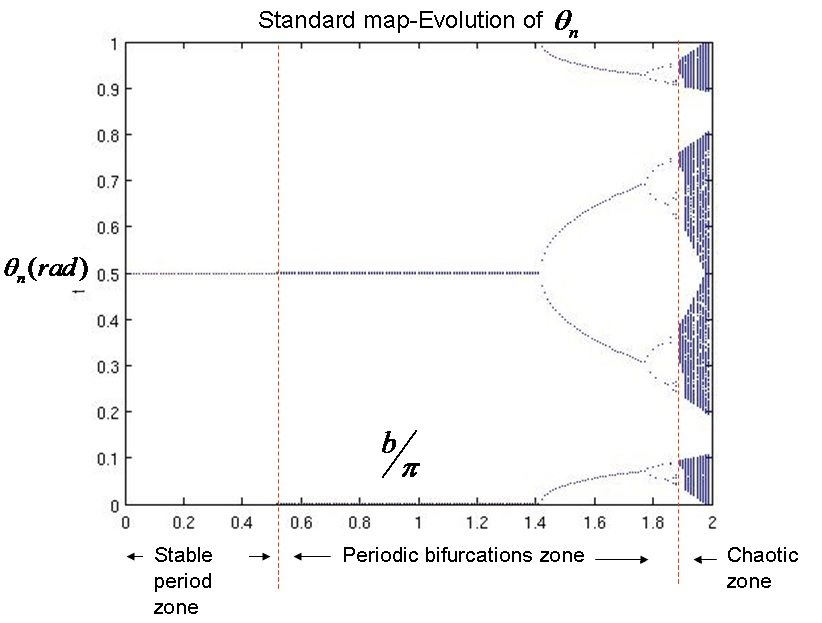 Standard map-Evolution of θn
1
0.9
0.8
0.7
0.6
θn(rad)
0.5
0.4
0.3
0.2
0.1
0
b/π
0 0.2 0.4 0.6 0.8 1 1.2 1.4 1.6 1.8 2
Stable period zone
Periodic bifurcations zone
Chaotic zone